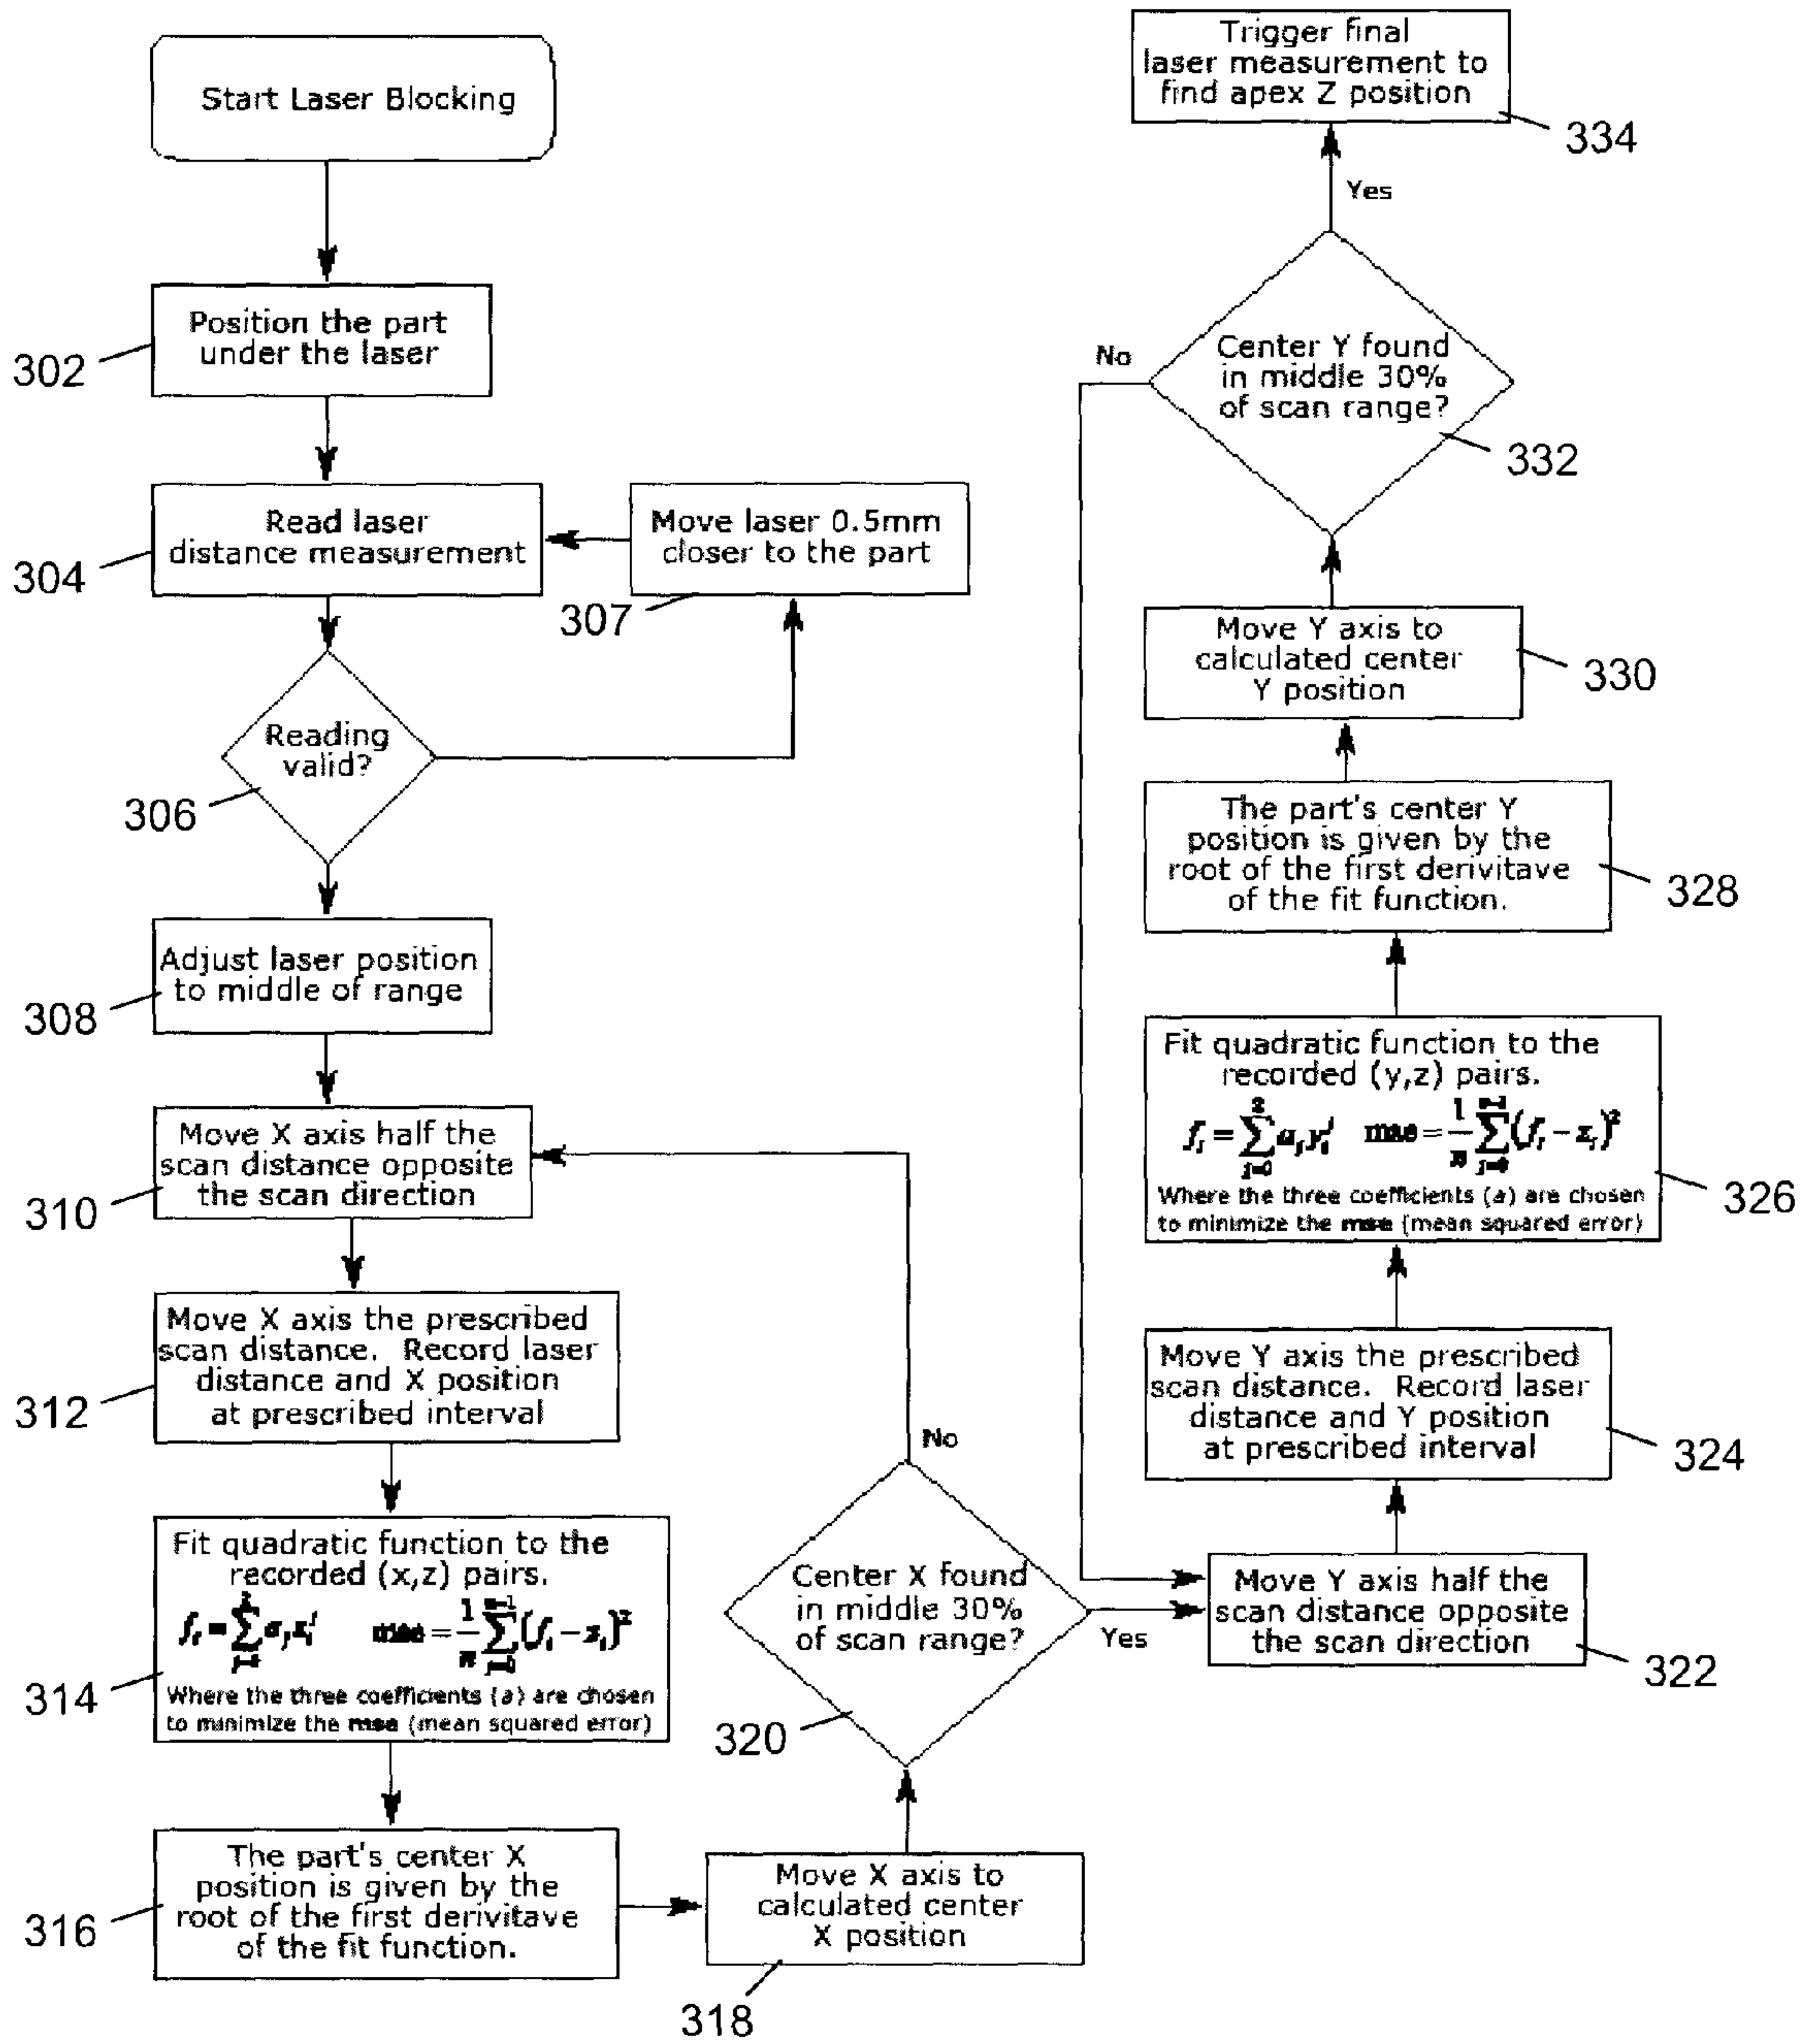 Start Laser Blocking
Position the part
under the laser
302
Read laser
distance measurement
304
Move laser 0.5mm
closer to the part
307
Reading
valid?
306
Adjust laser position
to middle of range
308
Move X axis half the
scan distance opposite
the scan direction
310
Move X axis the prescribed
scan distance. Record laser
distance and X position
at prescribed interval
312
Fit quadratic function to the
recorded (x,z) pairs.
Where the three coefficients (a) are chosen
to minimize the mse (mean squared error)
314
The part's center X
position is given by the
root of the first derivitave
of the fit function.
316
Move X axis to
calculated center
X position
318
Center X found
in middle 30%
of scan range?
320
No
Yes
Move Y axis half the
scan distance opposite
the scan direction
322
Move Y axis the prescribed
scan distance. Record laser
distance and Y position
at prescribed interval
324
Fit quadratic function to the
recorded (y,z) pairs.
Where the three coefficients (a) are chosen
to minimize the mse (mean squared error)
326
The part's center Y
position is given by the
root of the first derivitave
of the fit function.
328
Move Y axis to
calculated center
Y position
330
Center Y found
in middle 30%
of scan range?
332
No
Yes
Trigger final
laser measurement to
find apex Z position
334